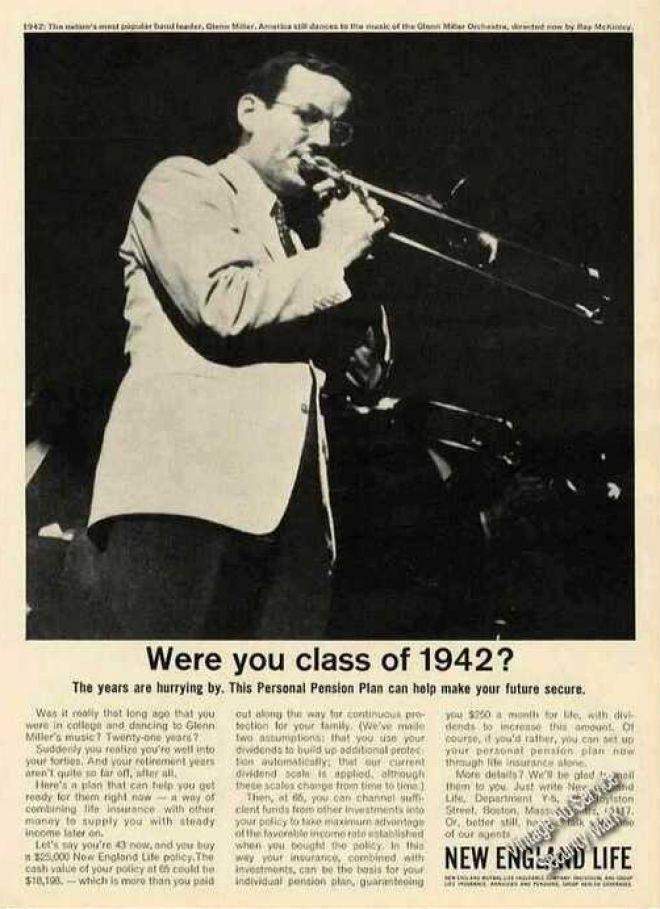 1942: The nation's most popular band leader, Glenn Miller. America still dances to the music of the Glenn Miller Orchestra, directed now by Ray McKinley.
Were you class of 1942?
The years are hurrying by. This Personal Pension Plan can help make your future secure.
Was it really that long ago that you
were in college and dancing to Glenn
Miller's music? Twenty-one years?
Suddenly you realize you're well into
your forties. And your retirement years
aren't quite so far off, after all.
Here's a plan that can help you get
ready for them right now — a way of
combining life insurance with other
money to supply you with steady
income later on.
Let's say you're 43 now, and you buy
a $25,000 New England Life policy. The
cash value of your policy at 65 could be
$18,198. — which is more than you paid
out along the way for continuous pro-
tection for your family. (We've made
two assumptions: that you use your
dividends to build up additional protec-
tion automatically; that our current
dividend scale is applied, although
these scales change from time to time.)
Then, at 65, you can channel suffi-
cient funds from other investments into
your policy to take maximum advantage
of the favorable income rate established
when you bought the policy. In this
way your insurance, combined with
investments, can be the basis for your
individual pension plan, guaranteeing
you $250 a month for life, with divi-
dends to increase this amount. Of
course, if you'd rather, you can set up
your personal pension plan now
through life insurance alone.
More details? We'll be glad to mail
them to you. Just write New England
Life, Department Y-5, Boylston
Street, Boston,
Or, better still, talk
of our agents.
NEW ENGLAND LIFE
NEW ENGLAND MUTUAL LIFE INSURANCE COMPANY: INDIVIDUAL AND GROUP
LIFE INSURANCE, ANNUITIES AND PENSIONS, GROUP HEALTH COVERAGES.